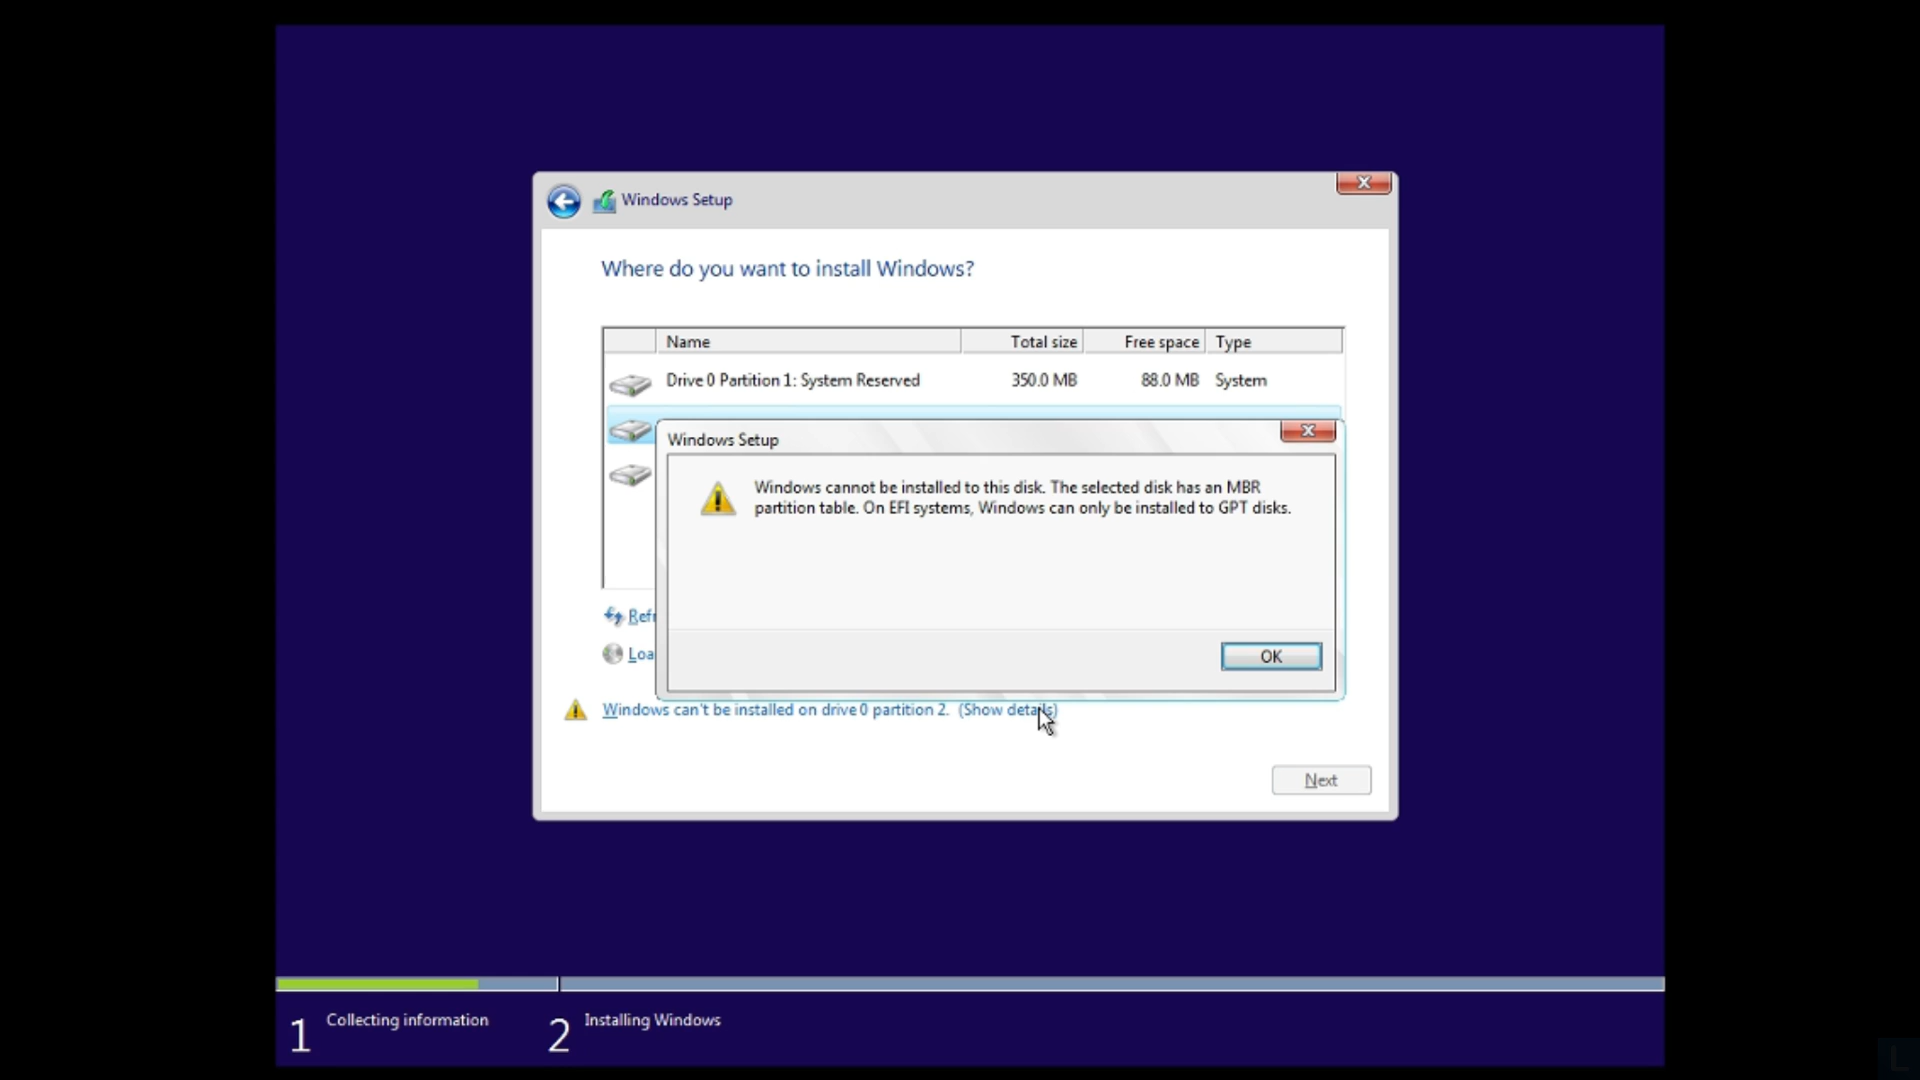 Windows Setup
Where do you want to install Windows?
Name Total size Free space Type
Drive 0 Partition 1: System Reserved 350.0 MB 88.0 MB System
Windows Setup
Windows cannot be installed to this disk. The selected disk has an MBR
partition table. On EFI systems, Windows can only be installed to GPT disks.
OK
Windows can't be installed on drive 0 partition 2. (Show details)
Next
1 Collecting information 2 Installing Windows